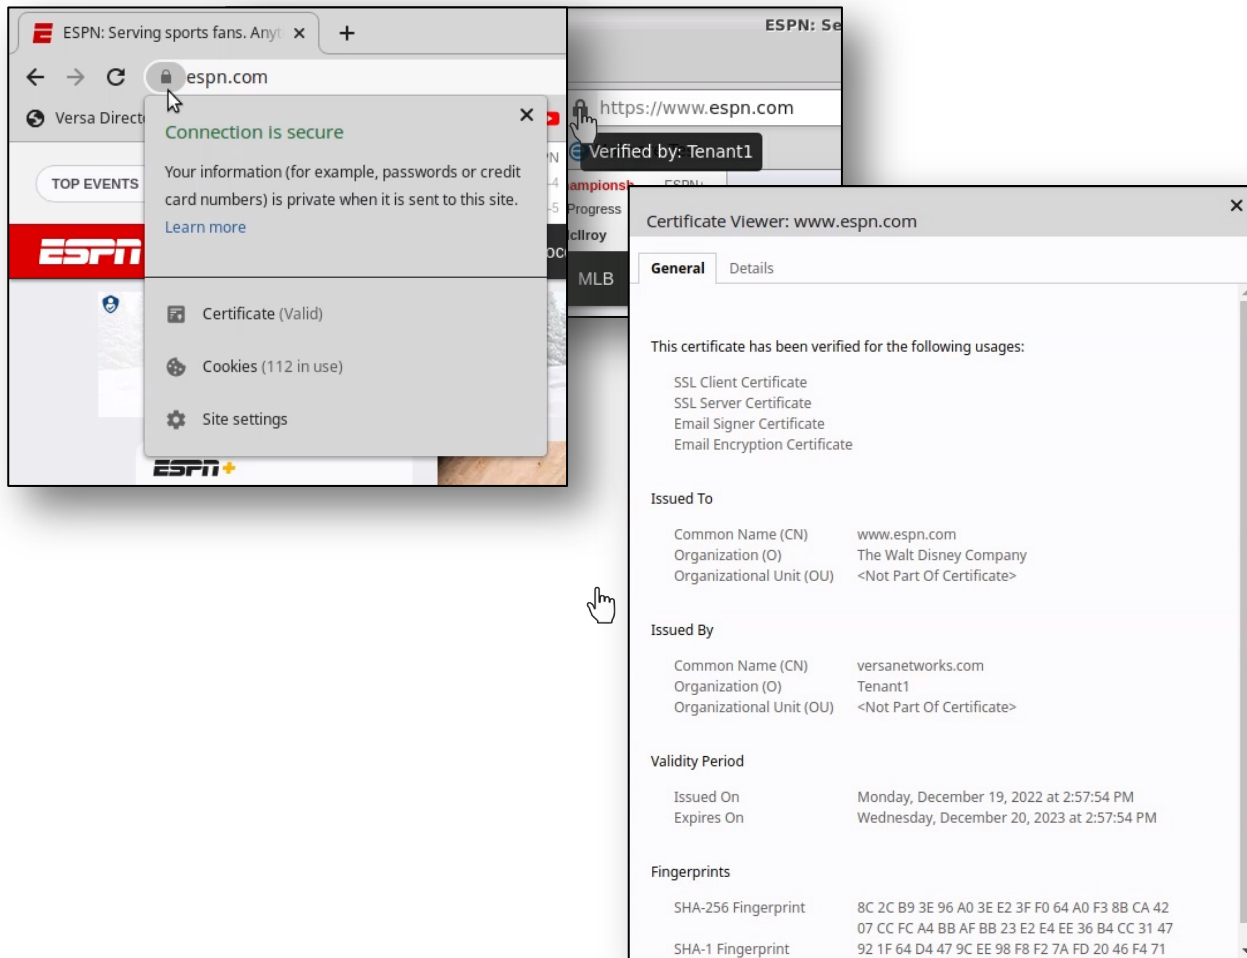 ESPN: Serving sports fans. Anyt
espn.com
Versa Direct
Connection is secure
Your information (for example, passwords or credit
card numbers) is private when it is sent to this site.
Learn more
TOP EVENTS
ESPN
Certificate (Valid)
Cookies (112 in use)
Site settings
ESPN+
ESPN: Se
https://www.espn.com
Verified by: Tenant1
ampionsh ESPN+
Progress
cIlroy
MLB
Certificate Viewer: www.espn.com
General Details
This certificate has been verified for the following usages:
SSL Client Certificate
SSL Server Certificate
Email Signer Certificate
Email Encryption Certificate
Issued To
Common Name (CN) www.espn.com
Organization (O) The Walt Disney Company
Organizational Unit (OU) <Not Part Of Certificate>
Issued By
Common Name (CN) versanetworks.com
Organization (O) Tenant1
Organizational Unit (OU) <Not Part Of Certificate>
Validity Period
Issued On Monday, December 19, 2022 at 2:57:54 PM
Expires On Wednesday, December 20, 2023 at 2:57:54 PM
Fingerprints
SHA-256 Fingerprint 8C 2C B9 3E 96 A0 3E E2 3F F0 64 A0 F3 8B CA 42
07 CC FC A4 BB AF BB 23 E2 E4 EE 36 B4 CC 31 47
SHA-1 Fingerprint 92 1F 64 D4 47 9C EE 98 F8 F2 7A FD 20 46 F4 71